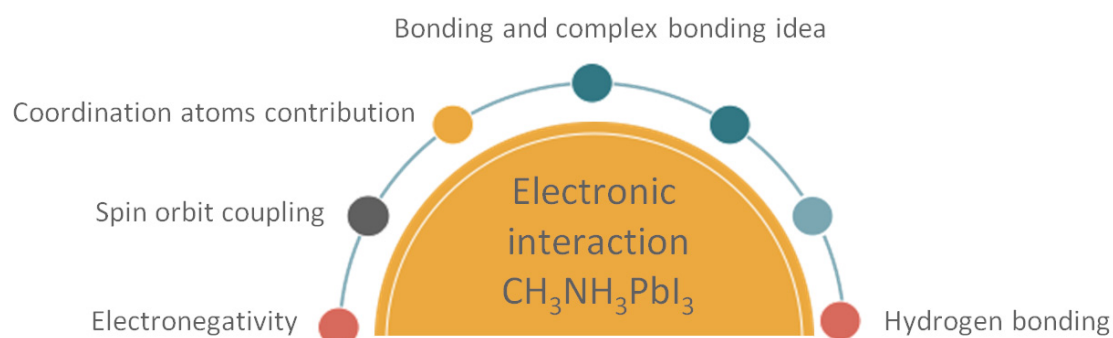 Bonding and complex bonding idea
Coordination atoms contribution
Spin orbit coupling
Electronegativity
Electronic
interaction
CH₃NH₃PbI₃
Hydrogen bonding